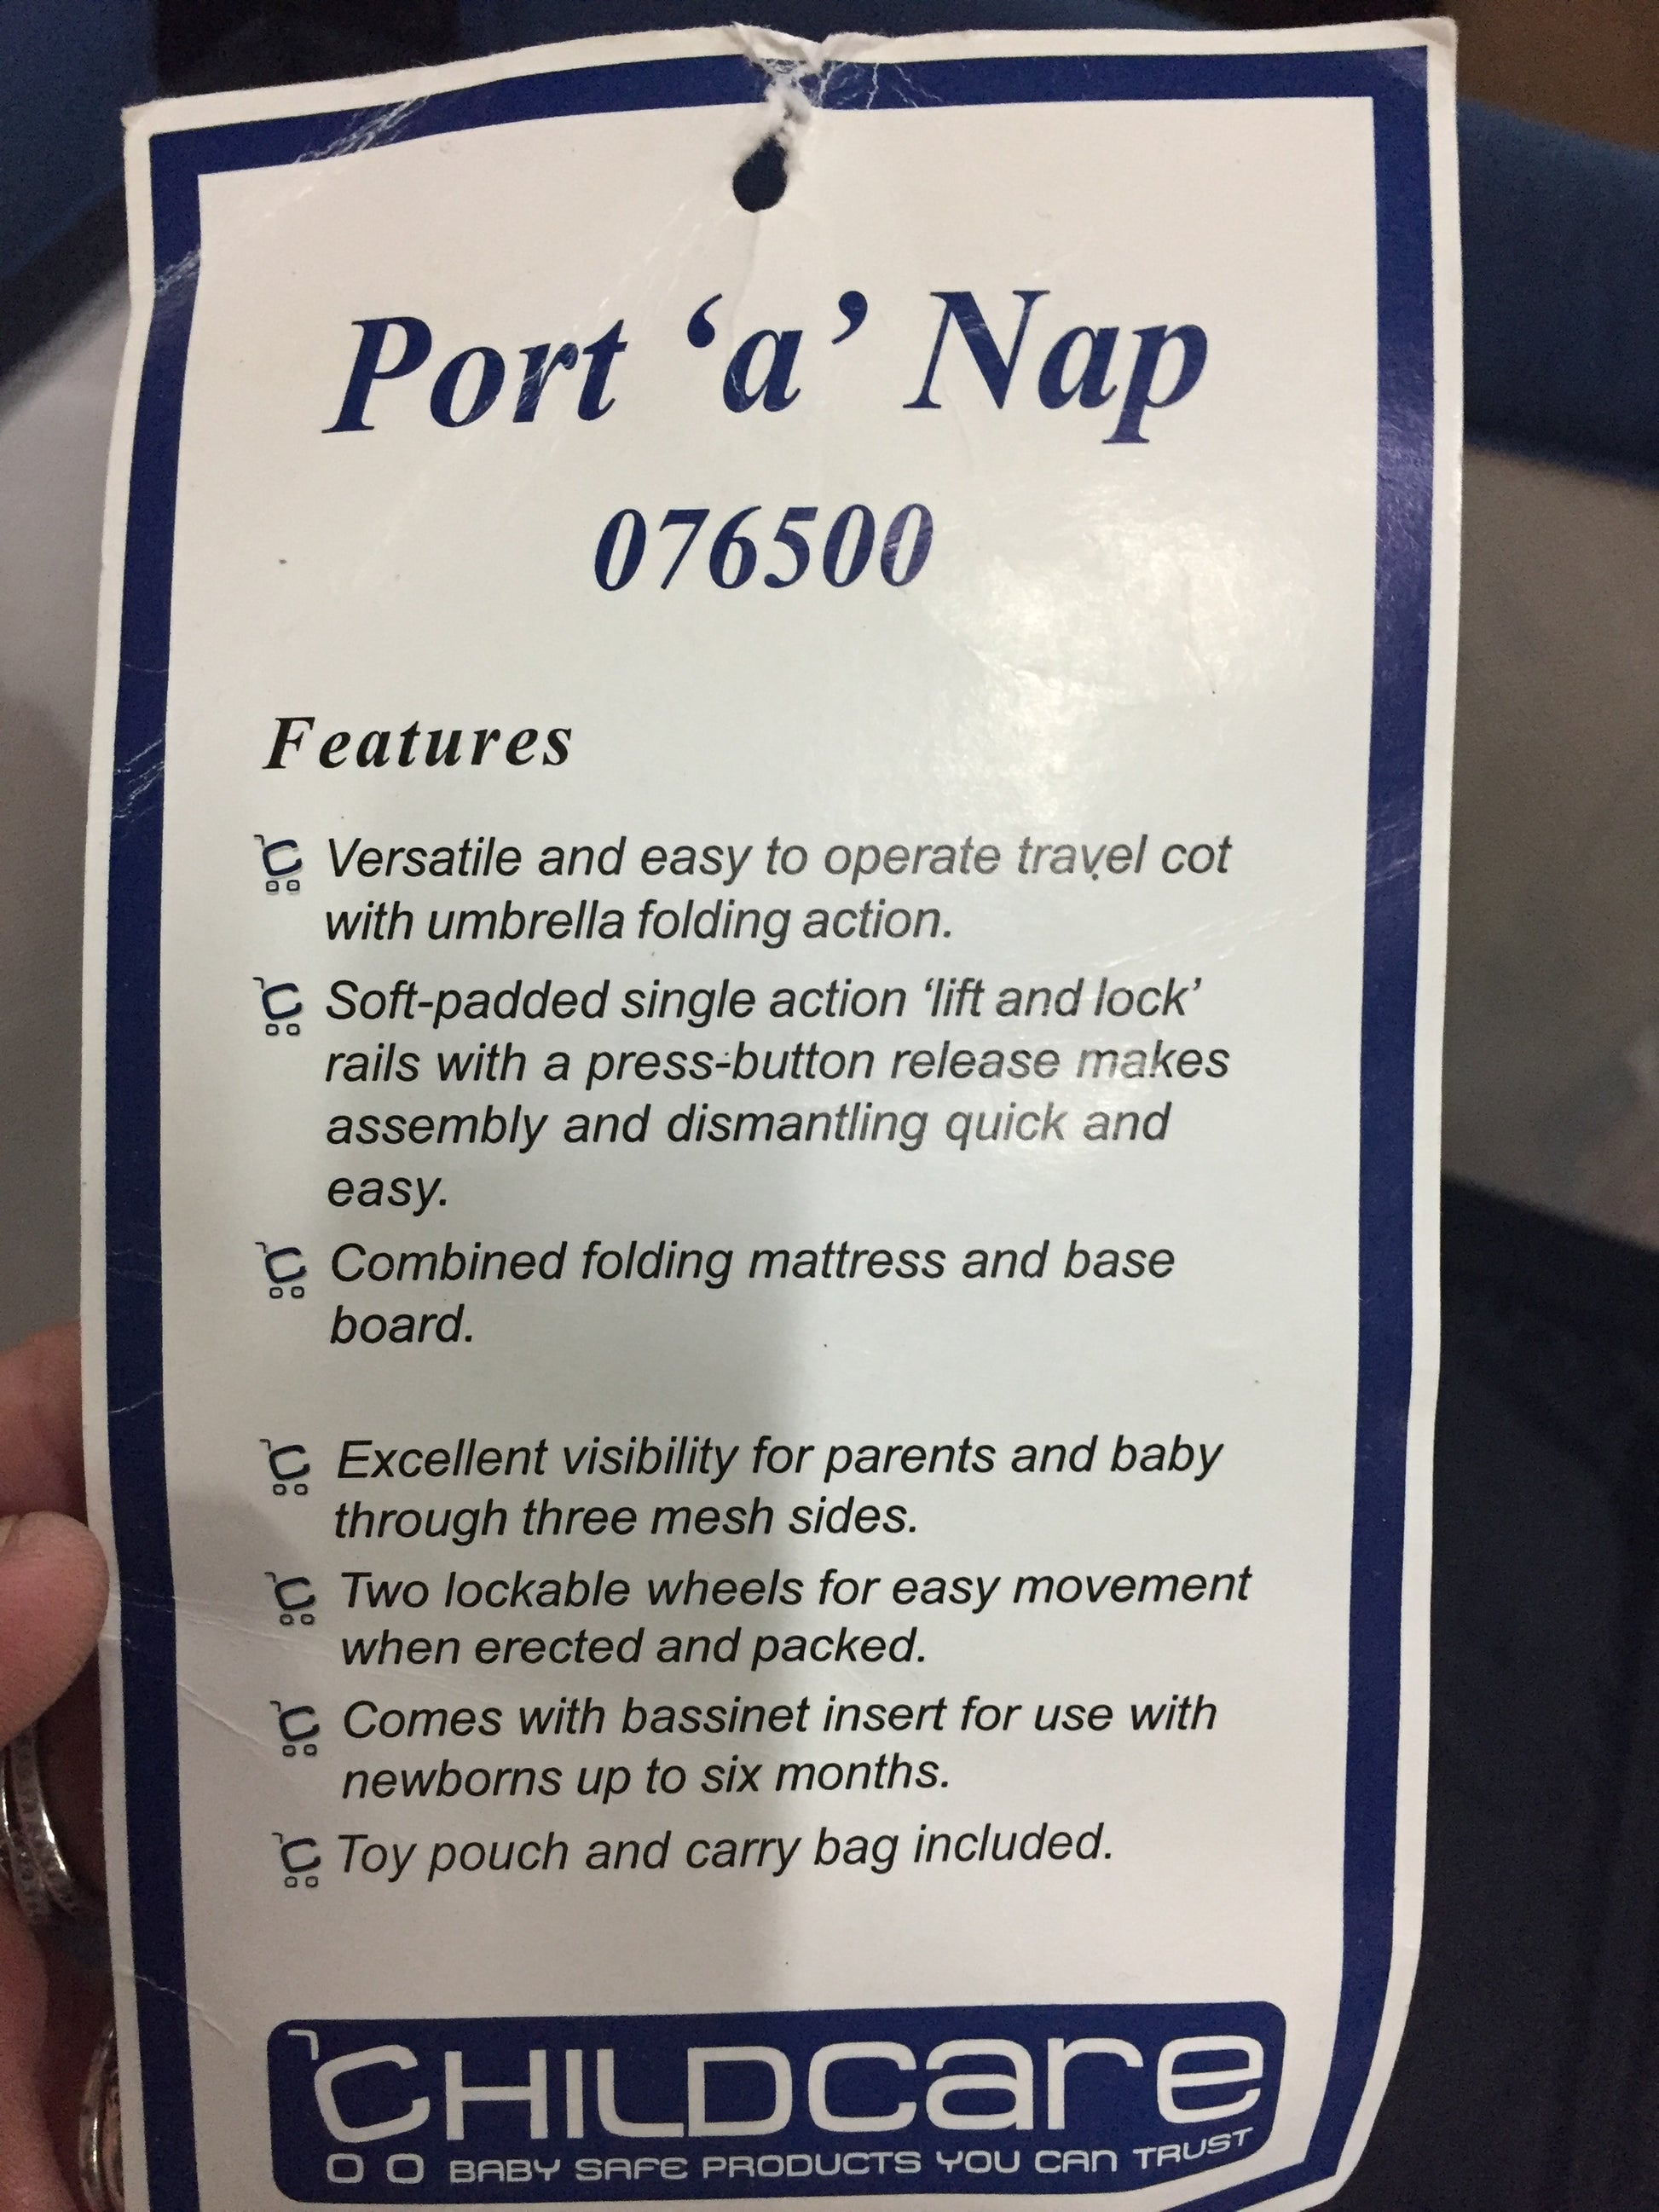 Port ‘a’ Nap
076500
Features
Versatile and easy to operate travel cot
with umbrella folding action.
Soft-padded single action ‘lift and lock’
rails with a press-button release makes
assembly and dismantling quick and
easy.
Combined folding mattress and base
board.
Excellent visibility for parents and baby
through three mesh sides.
Two lockable wheels for easy movement
when erected and packed.
Comes with bassinet insert for use with
newborns up to six months.
Toy pouch and carry bag included.
CHILDcare
BABY SAFE PRODUCTS YOU CAN TRUST